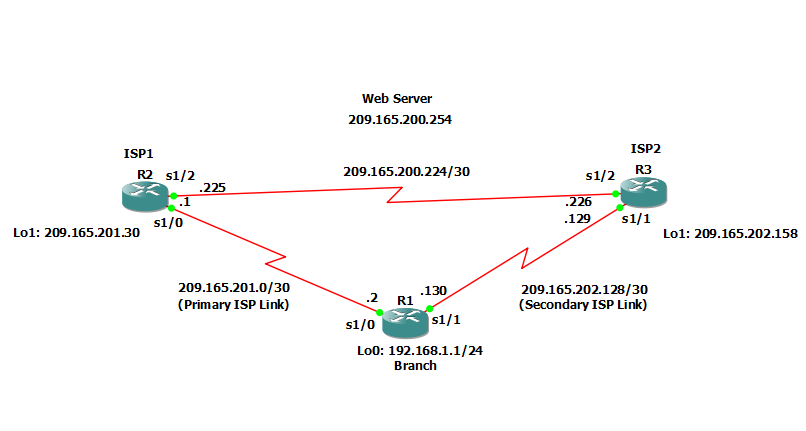 Web Server
209.165.200.254
ISP1
R2
s1/2
.225
.1
s1/0
Lo1: 209.165.201.30
209.165.200.224/30
ISP2
R3
s1/2
.226
.129
s1/1
Lo1: 209.165.202.158
209.165.201.0/30
(Primary ISP Link)
209.165.202.128/30
(Secondary ISP Link)
.2
R1
.130
s1/0
s1/1
Lo0: 192.168.1.1/24
Branch